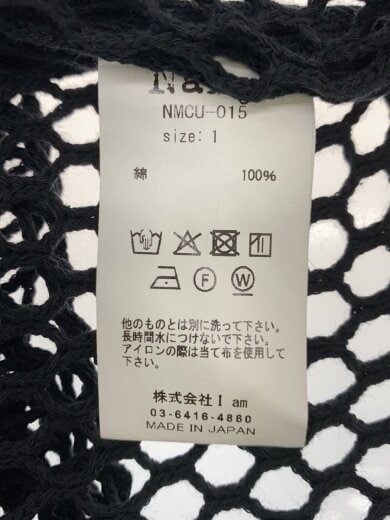 NMCU-015
size: 1
綿 100%
F W
他のものとは別に洗って下さい。
長時間水につけないで下さい。
アイロンの際は当て布を使用して
下さい。
株式会社I am
03-6416-4860
MADE IN JAPAN